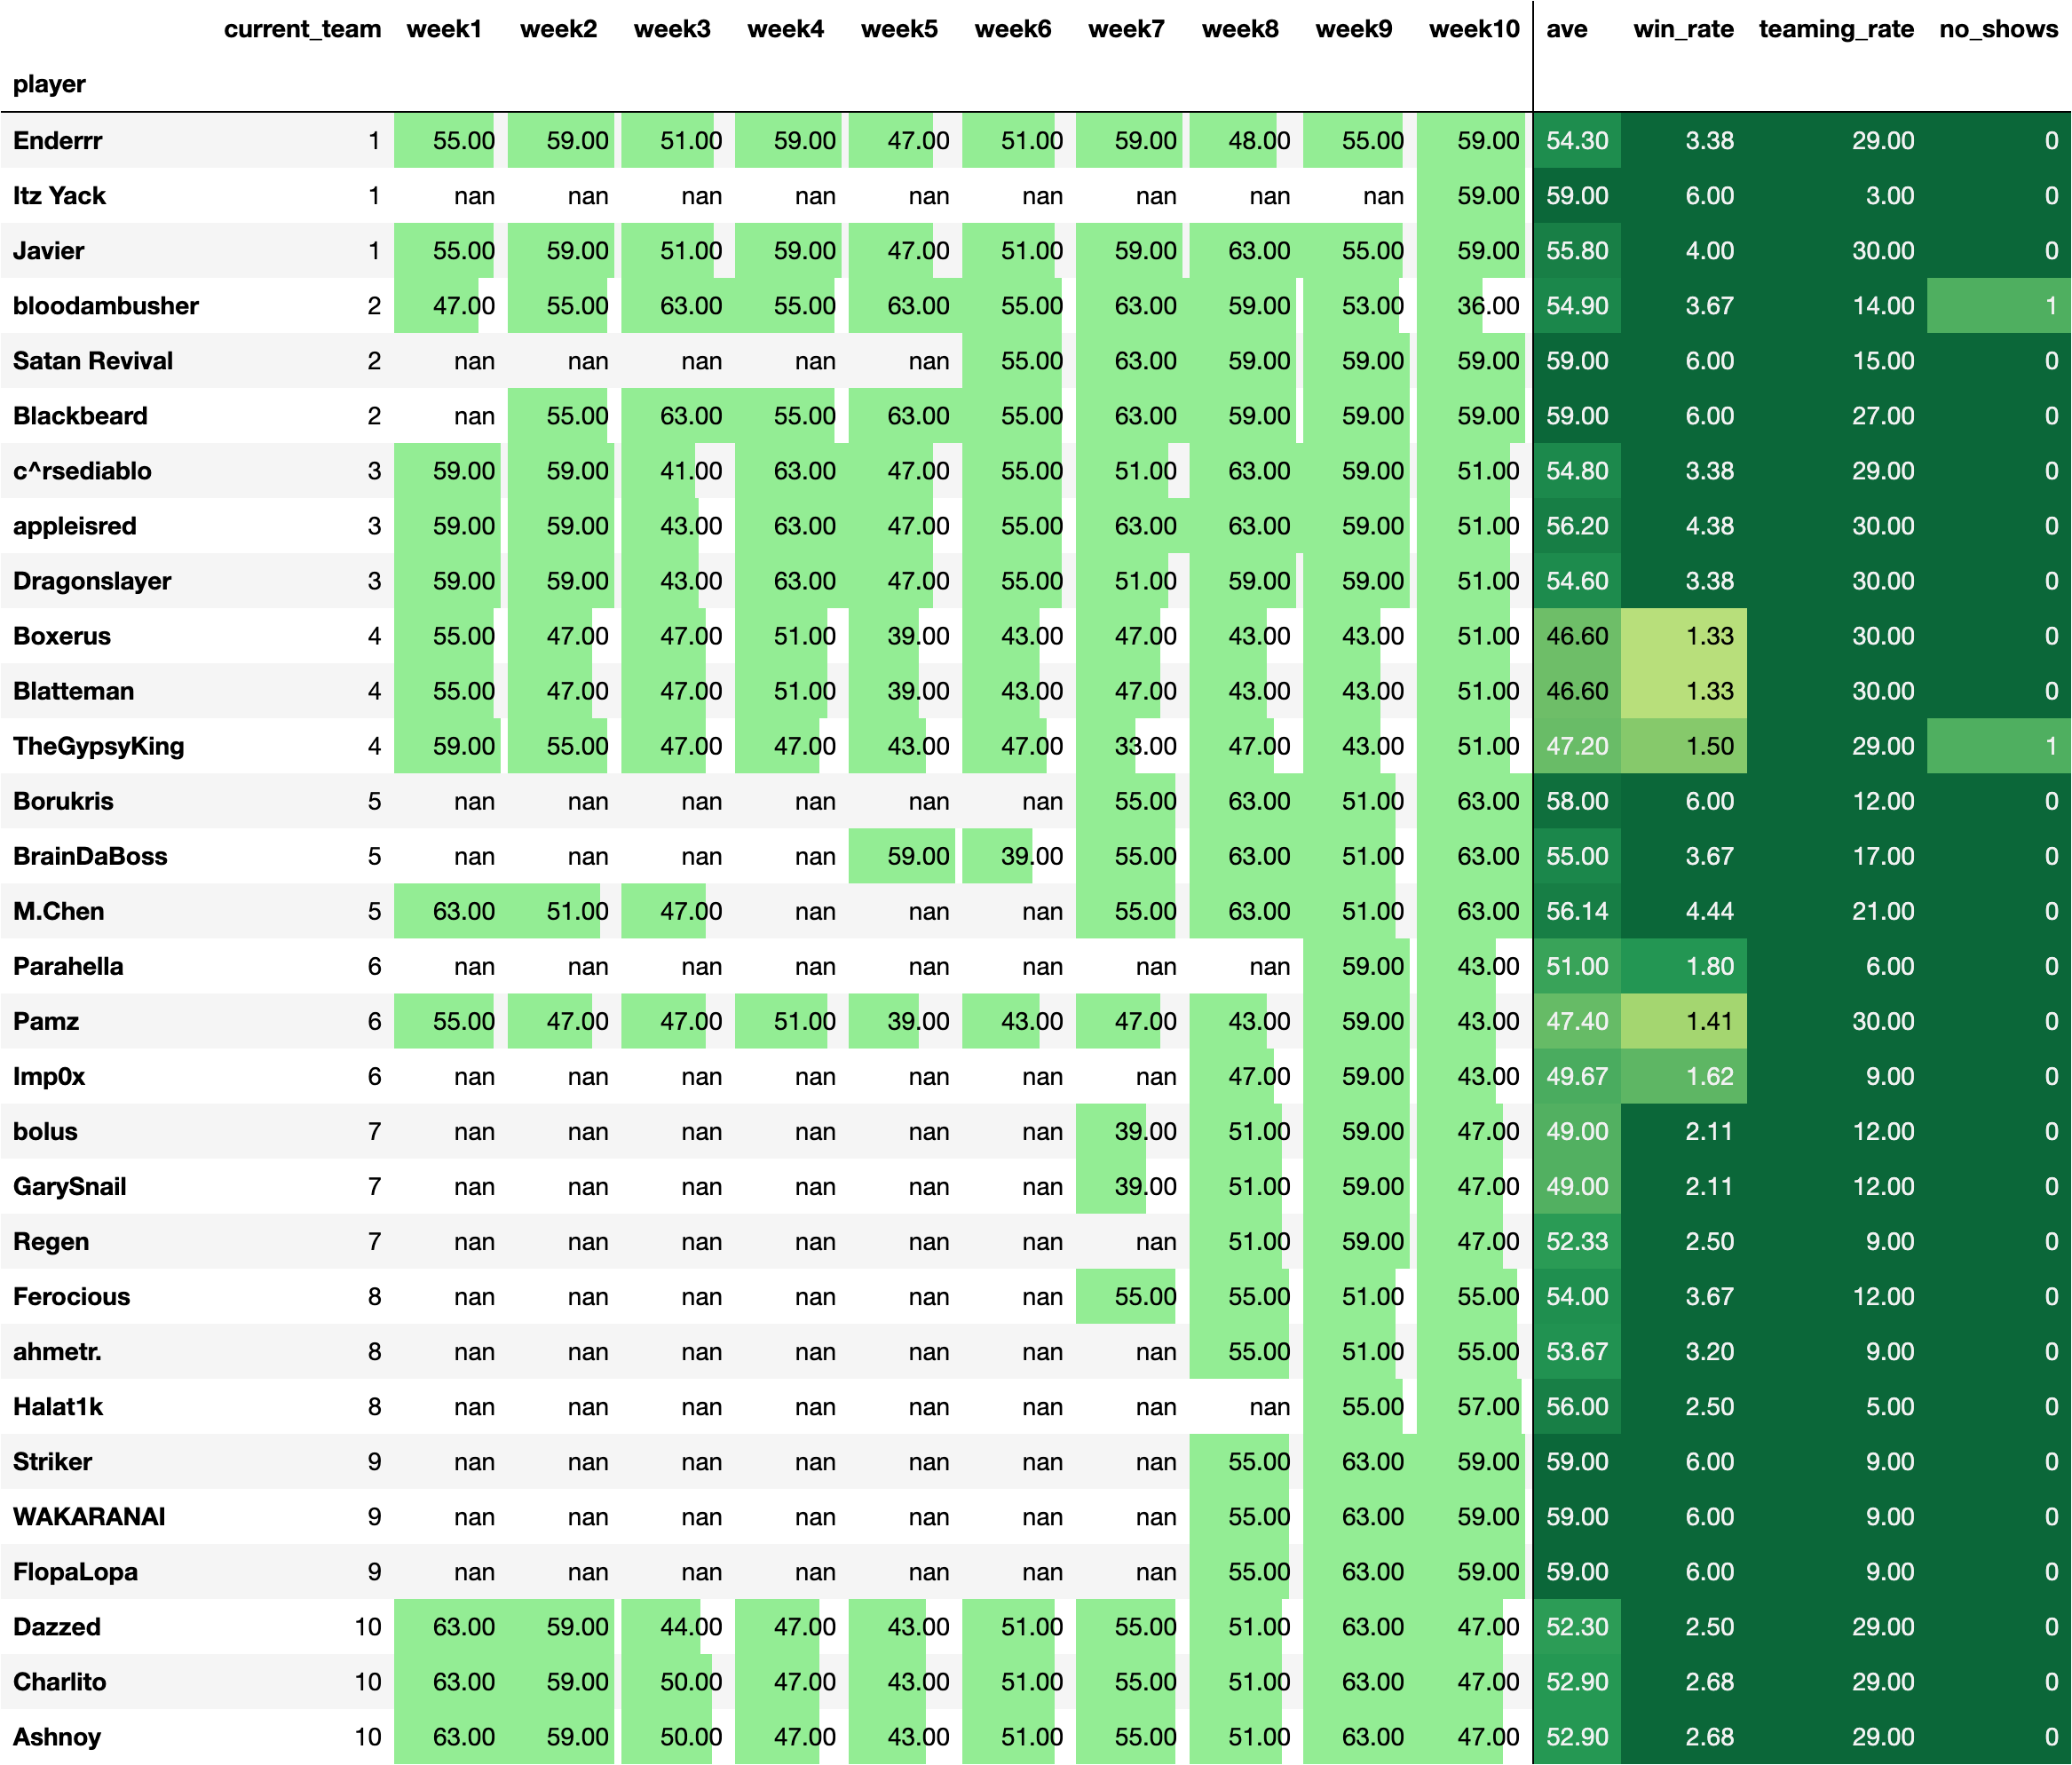 current_team week1 week2 week3 week4 week5 week6 week7 week8 week9 week10 ave win_rate teaming_rate no_shows
player
Enderrr 1 55.00 59.00 51.00 59.00 47.00 51.00 59.00 48.00 55.00 59.00 54.30 3.38 29.00 0
Itz Yack 1 nan nan nan nan nan nan nan nan nan 59.00 59.00 6.00 3.00 0
Javier 1 55.00 59.00 51.00 59.00 47.00 51.00 59.00 63.00 55.00 59.00 55.80 4.00 30.00 0
bloodambusher 2 47.00 55.00 63.00 55.00 63.00 55.00 63.00 59.00 53.00 36.00 54.90 3.67 14.00 1
Satan Revival 2 nan nan nan nan nan 55.00 63.00 59.00 59.00 59.00 59.00 6.00 15.00 0
Blackbeard 2 nan 55.00 63.00 55.00 63.00 55.00 63.00 59.00 59.00 59.00 59.00 6.00 27.00 0
c^rsediablo 3 59.00 59.00 41.00 63.00 47.00 55.00 51.00 63.00 59.00 51.00 54.80 3.38 29.00 0
appleisred 3 59.00 59.00 43.00 63.00 47.00 55.00 63.00 63.00 59.00 51.00 56.20 4.38 30.00 0
Dragonslayer 3 59.00 59.00 43.00 63.00 47.00 55.00 51.00 59.00 59.00 51.00 54.60 3.38 30.00 0
Boxerus 4 55.00 47.00 47.00 51.00 39.00 43.00 47.00 43.00 43.00 51.00 46.60 1.33 30.00 0
Blatteman 4 55.00 47.00 47.00 51.00 39.00 43.00 47.00 43.00 43.00 51.00 46.60 1.33 30.00 0
TheGypsyKing 4 59.00 55.00 47.00 47.00 43.00 47.00 33.00 47.00 43.00 51.00 47.20 1.50 29.00 1
Borukris 5 nan nan nan nan nan nan 55.00 63.00 51.00 63.00 58.00 6.00 12.00 0
BrainDaBoss 5 nan nan nan nan 59.00 39.00 55.00 63.00 51.00 63.00 55.00 3.67 17.00 0
M.Chen 5 63.00 51.00 47.00 nan nan nan 55.00 63.00 51.00 63.00 56.14 4.44 21.00 0
Parahella 6 nan nan nan nan nan nan nan nan 59.00 43.00 51.00 1.80 6.00 0
Pamz 6 55.00 47.00 47.00 51.00 39.00 43.00 47.00 43.00 59.00 43.00 47.40 1.41 30.00 0
Imp0x 6 nan nan nan nan nan nan nan 47.00 59.00 43.00 49.67 1.62 9.00 0
bolus 7 nan nan nan nan nan nan 39.00 51.00 59.00 47.00 49.00 2.11 12.00 0
GarySnail 7 nan nan nan nan nan nan 39.00 51.00 59.00 47.00 49.00 2.11 12.00 0
Regen 7 nan nan nan nan nan nan nan 51.00 59.00 47.00 52.33 2.50 9.00 0
Ferocious 8 nan nan nan nan nan nan 55.00 55.00 51.00 55.00 54.00 3.67 12.00 0
ahmetr. 8 nan nan nan nan nan nan nan 55.00 51.00 55.00 53.67 3.20 9.00 0
Halat1k 8 nan nan nan nan nan nan nan nan 55.00 57.00 56.00 2.50 5.00 0
Striker 9 nan nan nan nan nan nan nan 55.00 63.00 59.00 59.00 6.00 9.00 0
WAKARANAI 9 nan nan nan nan nan nan nan 55.00 63.00 59.00 59.00 6.00 9.00 0
FlopaLopa 9 nan nan nan nan nan nan nan 55.00 63.00 59.00 59.00 6.00 9.00 0
Dazzed 10 63.00 59.00 44.00 47.00 43.00 51.00 55.00 51.00 63.00 47.00 52.30 2.50 29.00 0
Charlito 10 63.00 59.00 50.00 47.00 43.00 51.00 55.00 51.00 63.00 47.00 52.90 2.68 29.00 0
Ashnoy 10 63.00 59.00 50.00 47.00 43.00 51.00 55.00 51.00 63.00 47.00 52.90 2.68 29.00 0